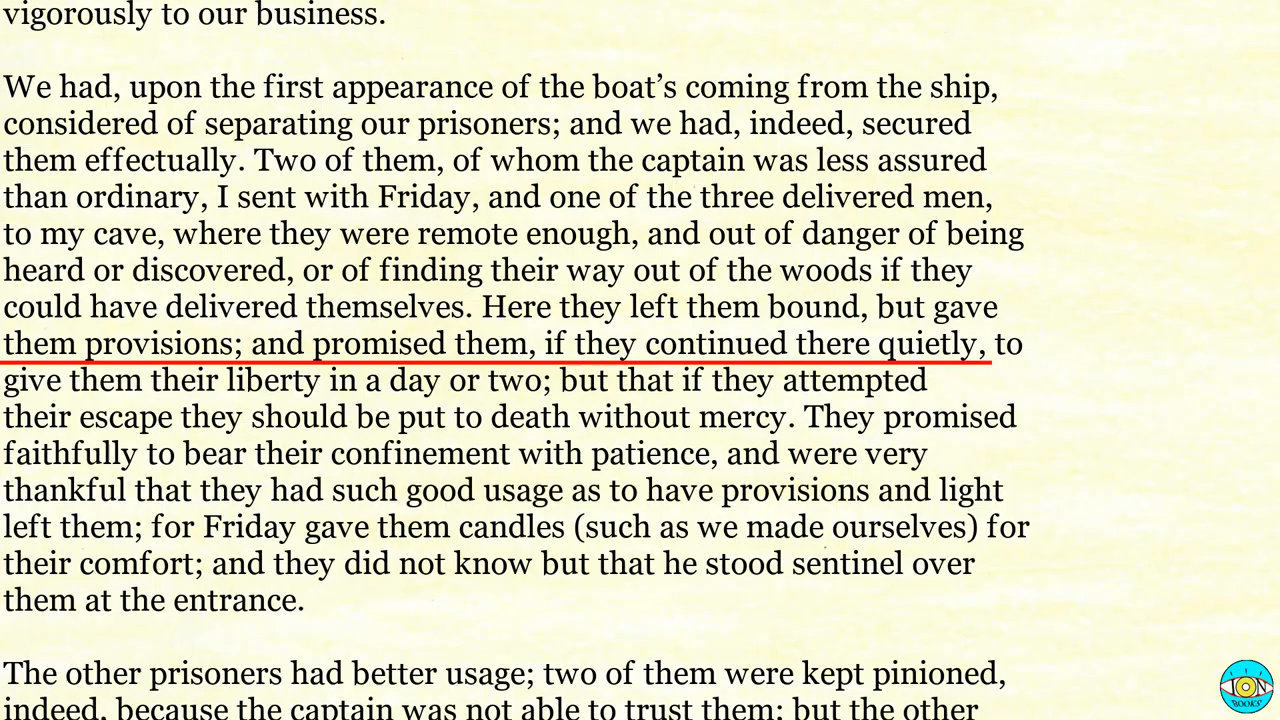 vigorously to our business.
We had, upon the first appearance of the boat’s coming from the ship,
considered of separating our prisoners; and we had, indeed, secured
them effectually. Two of them, of whom the captain was less assured
than ordinary, I sent with Friday, and one of the three delivered men,
to my cave, where they were remote enough, and out of danger of being
heard or discovered, or of finding their way out of the woods if they
could have delivered themselves. Here they left them bound, but gave
them provisions; and promised them, if they continued there quietly, to
give them their liberty in a day or two; but that if they attempted
their escape they should be put to death without mercy. They promised
faithfully to bear their confinement with patience, and were very
thankful that they had such good usage as to have provisions and light
left them; for Friday gave them candles (such as we made ourselves) for
their comfort; and they did not know but that he stood sentinel over
them at the entrance.
The other prisoners had better usage; two of them were kept pinioned,
indeed, because the captain was not able to trust them; but the other
ION
BOOKS